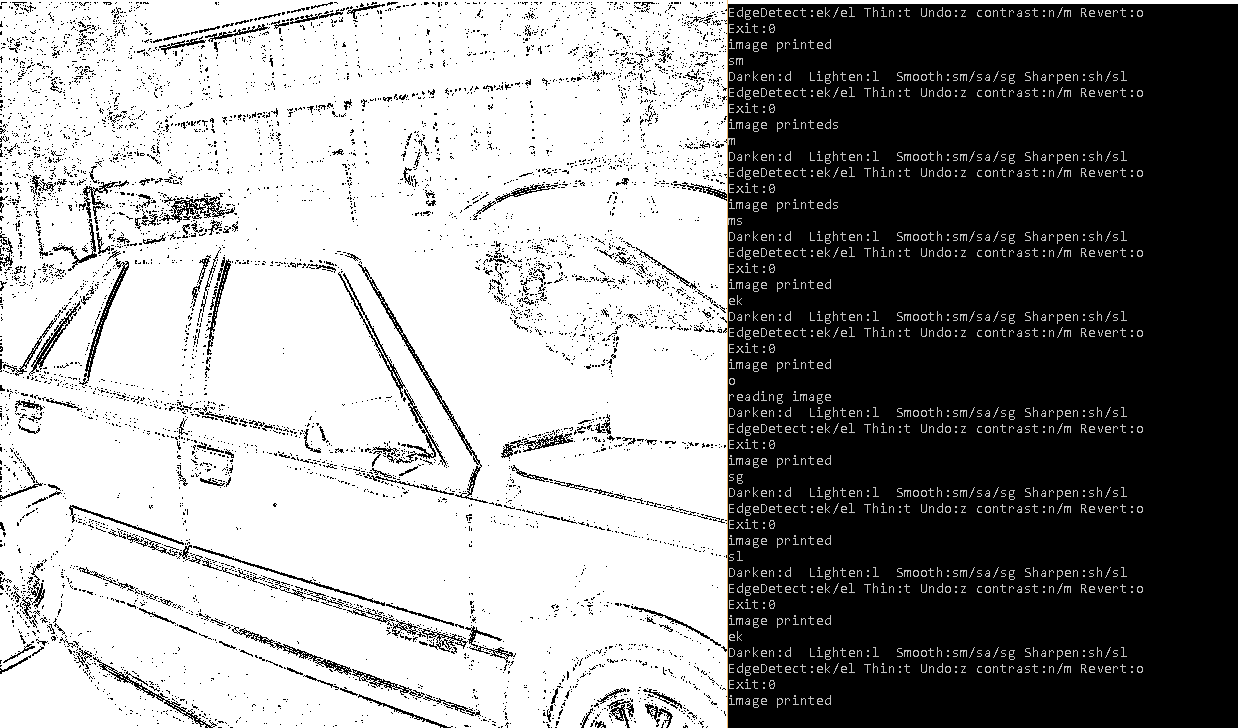 EdgeDetect:ek/el Thin:t Undo:z contrast:n/m Revert:o
Exit:0
image printed
sm
Darken:d  Lighten:l  Smooth:sm/sa/sg Sharpen:sh/sl
EdgeDetect:ek/el Thin:t Undo:z contrast:n/m Revert:o
Exit:0
image printeds
m
Darken:d  Lighten:l  Smooth:sm/sa/sg Sharpen:sh/sl
EdgeDetect:ek/el Thin:t Undo:z contrast:n/m Revert:o
Exit:0
image printeds
ms
Darken:d  Lighten:l  Smooth:sm/sa/sg Sharpen:sh/sl
EdgeDetect:ek/el Thin:t Undo:z contrast:n/m Revert:o
Exit:0
image printed
ek
Darken:d  Lighten:l  Smooth:sm/sa/sg Sharpen:sh/sl
EdgeDetect:ek/el Thin:t Undo:z contrast:n/m Revert:o
Exit:0
image printed
o
reading image
Darken:d  Lighten:l  Smooth:sm/sa/sg Sharpen:sh/sl
EdgeDetect:ek/el Thin:t Undo:z contrast:n/m Revert:o
Exit:0
image printed
sg
Darken:d  Lighten:l  Smooth:sm/sa/sg Sharpen:sh/sl
EdgeDetect:ek/el Thin:t Undo:z contrast:n/m Revert:o
Exit:0
image printed
sl
Darken:d  Lighten:l  Smooth:sm/sa/sg Sharpen:sh/sl
EdgeDetect:ek/el Thin:t Undo:z contrast:n/m Revert:o
Exit:0
image printed
ek
Darken:d  Lighten:l  Smooth:sm/sa/sg Sharpen:sh/sl
EdgeDetect:ek/el Thin:t Undo:z contrast:n/m Revert:o
Exit:0
image printed